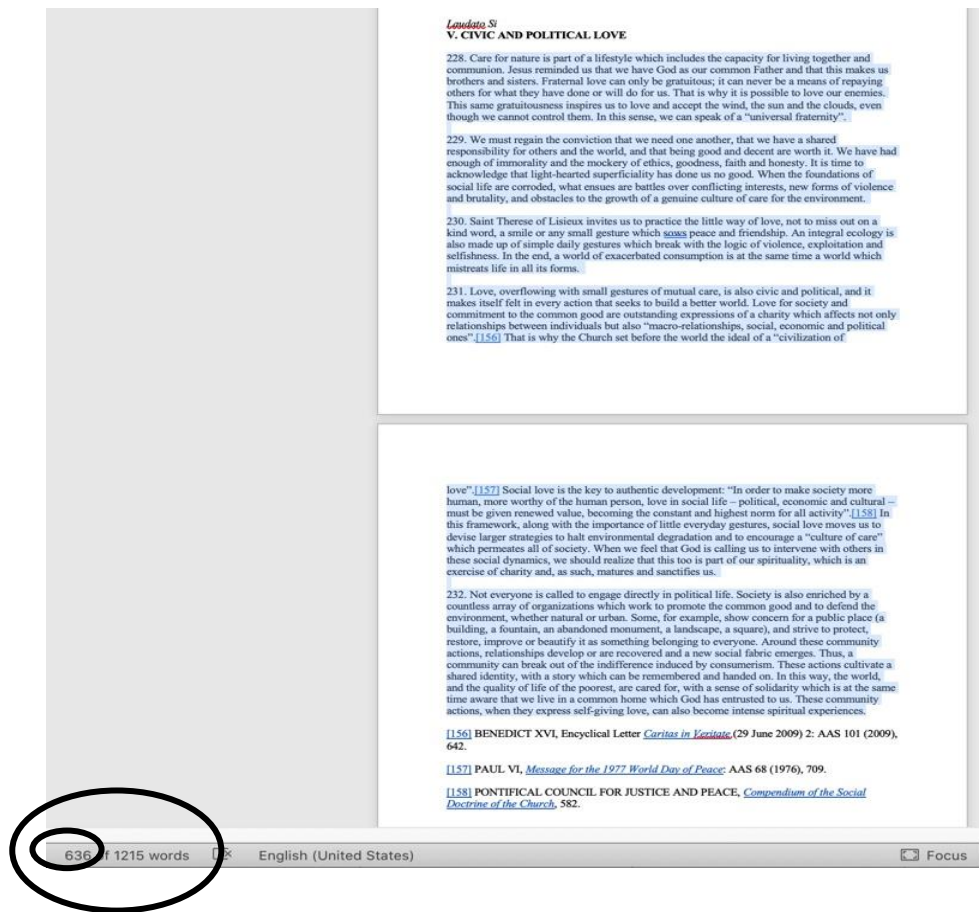 Laudato Si
V. CIVIC AND POLITICAL LOVE
228. Care for nature is part of a lifestyle which includes the capacity for living together and
communion. Jesus reminded us that we have God as our common Father and that this makes us
brothers and sisters. Fraternal love can only be gratuitous; it can never be a means of repaying
others for what they have done or will do for us. That is why it is possible to love our enemies.
This same gratuitousness inspires us to love and accept the wind, the sun and the clouds, even
though we cannot control them. In this sense, we can speak of a “universal fraternity”.
229. We must regain the conviction that we need one another, that we have a shared
responsibility for others and the world, and that being good and decent are worth it. We have had
enough of immorality and the mockery of ethics, goodness, faith and honesty. It is time to
acknowledge that light-hearted superficiality has done us no good. When the foundations of
social life are corroded, what ensues are battles over conflicting interests, new forms of violence
and brutality, and obstacles to the growth of a genuine culture of care for the environment.
230. Saint Therese of Lisieux invites us to practice the little way of love, not to miss out on a
kind word, a smile or any small gesture which sows peace and friendship. An integral ecology is
also made up of simple daily gestures which break with the logic of violence, exploitation and
selfishness. In the end, a world of exacerbated consumption is at the same time a world which
mistreats life in all its forms.
231. Love, overflowing with small gestures of mutual care, is also civic and political, and it
makes itself felt in every action that seeks to build a better world. Love for society and
commitment to the common good are outstanding expressions of a charity which affects not only
relationships between individuals but also “macro-relationships, social, economic and political
ones”.[156] That is why the Church set before the world the ideal of a “civilization of
love”.[157] Social love is the key to authentic development: “In order to make society more
human, more worthy of the human person, love in social life – political, economic and cultural –
must be given renewed value, becoming the constant and highest norm for all activity”.[158] In
this framework, along with the importance of little everyday gestures, social love moves us to
devise larger strategies to halt environmental degradation and to encourage a “culture of care”
which permeates all of society. When we feel that God is calling us to intervene with others in
these social dynamics, we should realize that this too is part of our spirituality, which is an
exercise of charity and, as such, matures and sanctifies us.
232. Not everyone is called to engage directly in political life. Society is also enriched by a
countless array of organizations which work to promote the common good and to defend the
environment, whether natural or urban. Some, for example, show concern for a public place (a
building, a fountain, an abandoned monument, a landscape, a square), and strive to protect,
restore, improve or beautify it as something belonging to everyone. Around these community
actions, relationships develop or are recovered and a new social fabric emerges. Thus, a
community can break out of the indifference induced by consumerism. These actions cultivate a
shared identity, with a story which can be remembered and handed on. In this way, the world,
and the quality of life of the poorest, are cared for, with a sense of solidarity which is at the same
time aware that we live in a common home which God has entrusted to us. These community
actions, when they express self-giving love, can also become intense spiritual experiences.
[156] BENEDICT XVI, Encyclical Letter Caritas in Veritate,(29 June 2009) 2: AAS 101 (2009),
642.
[157] PAUL VI, Message for the 1977 World Day of Peace: AAS 68 (1976), 709.
[158] PONTIFICAL COUNCIL FOR JUSTICE AND PEACE, Compendium of the Social
Doctrine of the Church, 582.
636 of 1215 words English (United States) Focus